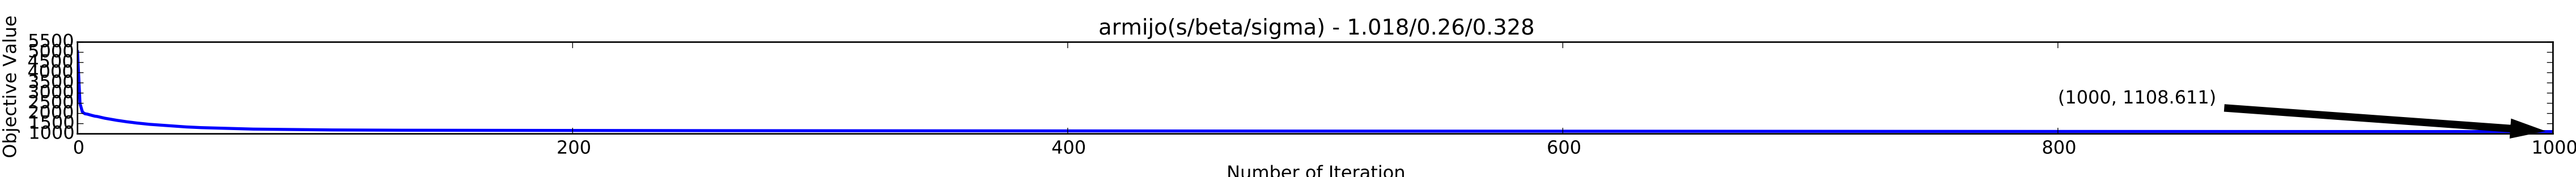 armijo(s/beta/sigma) - 1.018/0.26/0.328
Objective Value
5500
5000
4500
4000
3500
3000
2500
2000
1500
1000
(1000, 1108.611)
0 200 400 600 800 1000
Number of Iteration